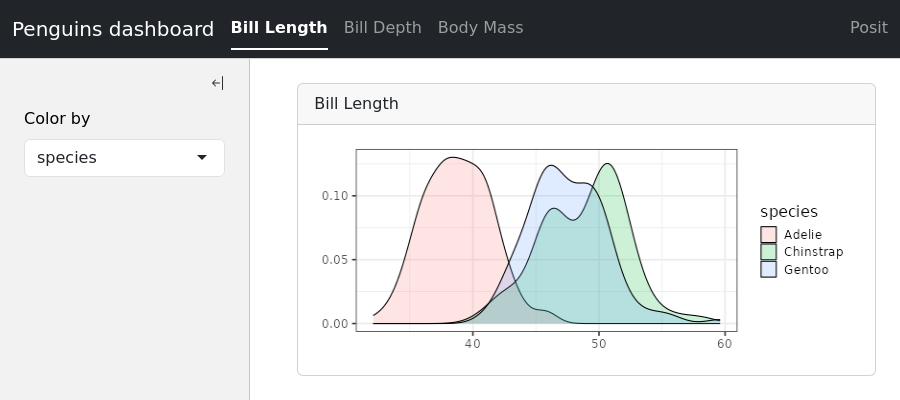 Penguins dashboard Bill Length Bill Depth Body Mass Posit
Color by
species
Bill Length
0.10
0.05
0.00
40 50 60
species
Adelie
Chinstrap
Gentoo